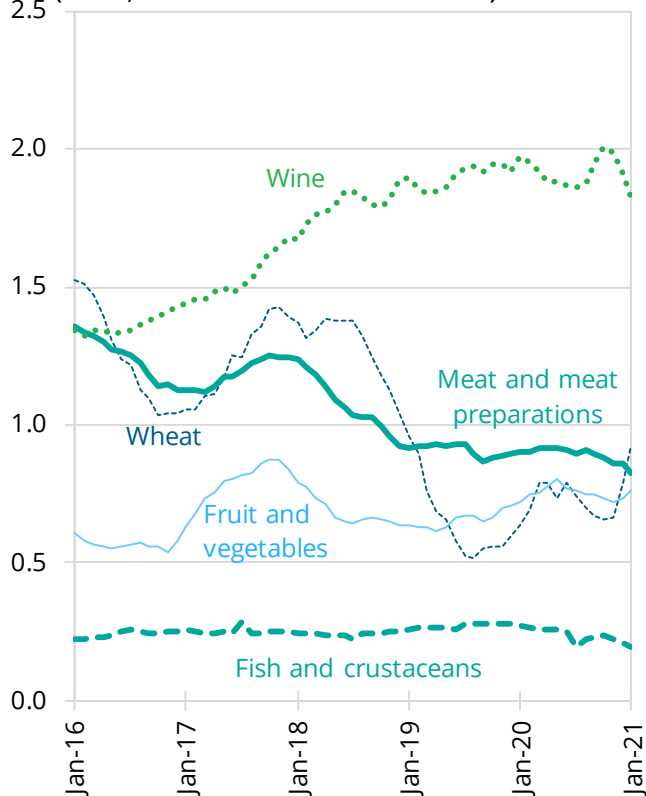 2.5
2.0
Wine
1.5
Meat and meat
preparations
1.0
Wheat
Fruit and
vegetables
0.5
Fish and crustaceans
0.0
Jan-16
Jan-17
Jan-18
Jan-19
Jan-20
Jan-21